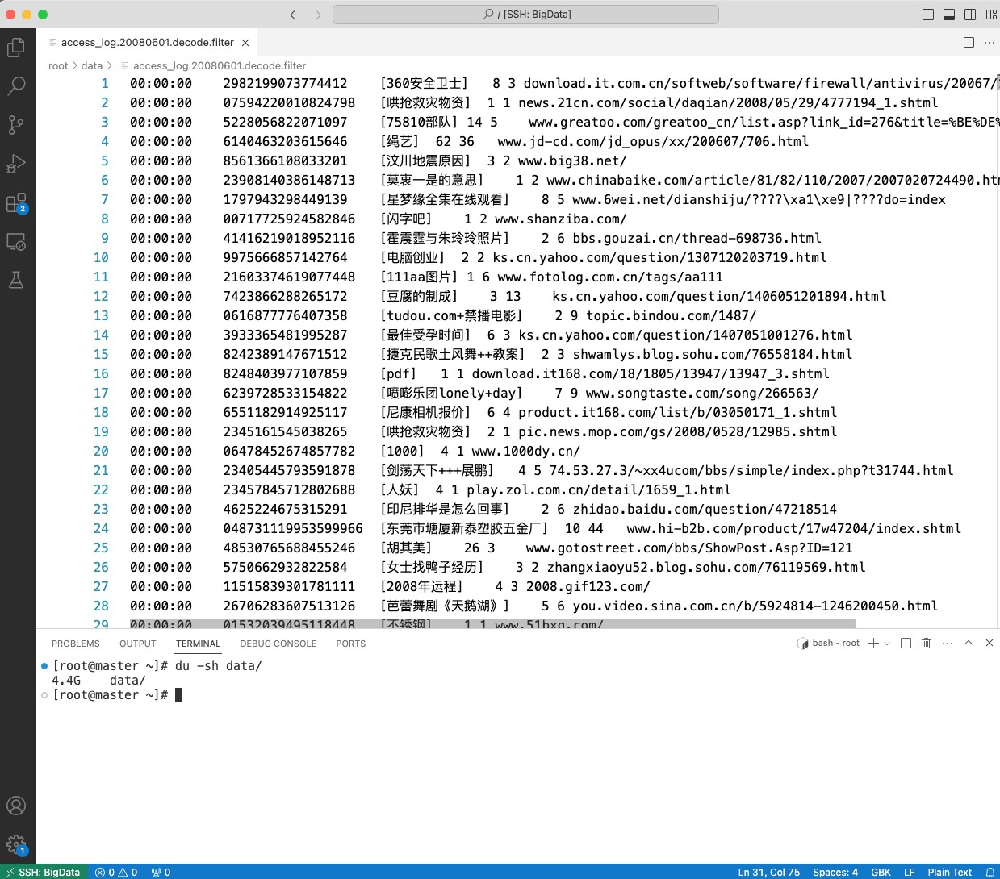 / [SSH: BigData]
access_log.20080601.decode.filter
root > data > access_log.20080601.decode.filter
1 00:00:00 2982199073774412 [360安全卫士] 8 3 download.it.com.cn/softweb/software/firewall/antivirus/20067/
2 00:00:00 07594220010824798 [哄抢救灾物资] 1 1 news.21cn.com/social/daqian/2008/05/29/4777194_1.shtml
3 00:00:00 5228056822071097 [75810部队] 14 5 www.greatoo.com/greatoo_cn/list.asp?link_id=276&title=%BE%DE%
4 00:00:00 6140463203615646 [绳艺] 62 36 www.jd-cd.com/jd_opus/xx/200607/706.html
5 00:00:00 8561366108033201 [汶川地震原因] 3 2 www.big38.net/
6 00:00:00 23908140386148713 [莫衷一是的意思] 1 2 www.chinabaike.com/article/81/82/110/2007/2007020724490.htm
7 00:00:00 1797943298449139 [星梦缘全集在线观看] 8 5 www.6wei.net/dianshiju/????\xa1\xe9|????do=index
8 00:00:00 00717725924582846 [闪字吧] 1 2 www.shanziba.com/
9 00:00:00 41416219018952116 [霍震霆与朱玲玲照片] 2 6 bbs.gouzai.cn/thread-698736.html
10 00:00:00 9975666857142764 [电脑创业] 2 2 ks.cn.yahoo.com/question/1307120203719.html
11 00:00:00 21603374619077448 [111aa图片] 1 6 www.fotolog.com.cn/tags/aa111
12 00:00:00 7423866288265172 [豆腐的制成] 3 13 ks.cn.yahoo.com/question/1406051201894.html
13 00:00:00 0616877776407358 [tudou.com+禁播电影] 2 9 topic.bindou.com/1487/
14 00:00:00 3933365481995287 [最佳受孕时间] 6 3 ks.cn.yahoo.com/question/1407051001276.html
15 00:00:00 8242389147671512 [捷克民歌土风舞++教案] 2 3 shwamlys.blog.sohu.com/76558184.html
16 00:00:00 8248403977107859 [pdf] 1 1 download.it168.com/18/1805/13947/13947_3.shtml
17 00:00:00 6239728533154822 [喷嘭乐团lonely+day] 7 9 www.songtaste.com/song/266563/
18 00:00:00 6551182914925117 [尼康相机报价] 6 4 product.it168.com/list/b/03050171_1.shtml
19 00:00:00 2345161545038265 [哄抢救灾物资] 2 1 pic.news.mop.com/gs/2008/0528/12985.shtml
20 00:00:00 06478452674857782 [1000] 4 1 www.1000dy.cn/
21 00:00:00 23405445793591878 [剑荡天下+++展鹏] 4 5 74.53.27.3/~xx4ucom/bbs/simple/index.php?t31744.html
22 00:00:00 23457845712802688 [人妖] 4 1 play.zol.com.cn/detail/1659_1.html
23 00:00:00 4625224675315291 [印尼排华是怎么回事] 2 6 zhidao.baidu.com/question/47218514
24 00:00:00 048731119953599966 [东莞市塘厦新泰塑胶五金厂] 10 44 www.hi-b2b.com/product/17w47204/index.shtml
25 00:00:00 48530765688455246 [胡其美] 26 3 www.gotostreet.com/bbs/ShowPost.Asp?ID=121
26 00:00:00 5750662932822584 [女士找鸭子经历] 3 2 zhangxiaoyu52.blog.sohu.com/76119569.html
27 00:00:00 11515839301781111 [2008年运程] 4 3 2008.gif123.com/
28 00:00:00 26706283607513126 [芭蕾舞剧《天鹅湖》] 5 6 you.video.sina.com.cn/b/5924814-1246200450.html
29 00:00:00 01532039495118448 [不锈钢] 1 1 www.51bxg.com/
PROBLEMS OUTPUT TERMINAL DEBUG CONSOLE PORTS bash - root
[root@master ~]# du -sh data/
4.4G data/
[root@master ~]#
2
1
SSH: BigData 0 0 0 Ln 31, Col 75 Spaces: 4 GBK LF Plain Text